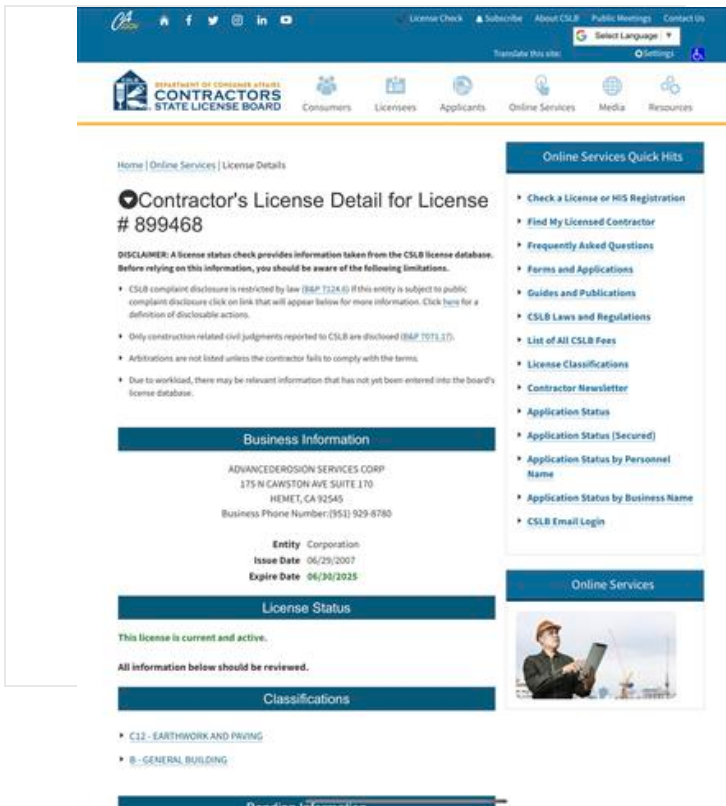 CA
.GOV
License Check
Subscribe
About CSLB
Public Meetings
Contact Us
G Select Language ▼
Translate this site:
Settings
CSLB
DEPARTMENT OF CONSUMER AFFAIRS
CONTRACTORS
STATE LICENSE BOARD
Consumers
Licensees
Applicants
Online Services
Media
Resources
Home | Online Services | License Details
Contractor's License Detail for License
# 899468
DISCLAIMER: A license status check provides information taken from the CSLB license database.
Before relying on this information, you should be aware of the following limitations.
CSLB complaint disclosure is restricted by law (B&P 7124.6) If this entity is subject to public
complaint disclosure click on link that will appear below for more information. Click here for a
definition of disclosable actions.
Only construction related civil judgments reported to CSLB are disclosed (B&P 7071.17).
Arbitrations are not listed unless the contractor fails to comply with the terms.
Due to workload, there may be relevant information that has not yet been entered into the board's
license database.
Business Information
ADVANCEDEROSION SERVICES CORP
175 N CAWSTON AVE SUITE 170
HEMET, CA 92545
Business Phone Number:(951) 929-8780
Entity Corporation
Issue Date 06/29/2007
Expire Date 06/30/2025
License Status
This license is current and active.
All information below should be reviewed.
Classifications
C12 - EARTHWORK AND PAVING
B - GENERAL BUILDING
Online Services Quick Hits
Check a License or HIS Registration
Find My Licensed Contractor
Frequently Asked Questions
Forms and Applications
Guides and Publications
CSLB Laws and Regulations
List of All CSLB Fees
License Classifications
Contractor Newsletter
Application Status
Application Status (Secured)
Application Status by Personnel
Name
Application Status by Business Name
CSLB Email Login
Online Services